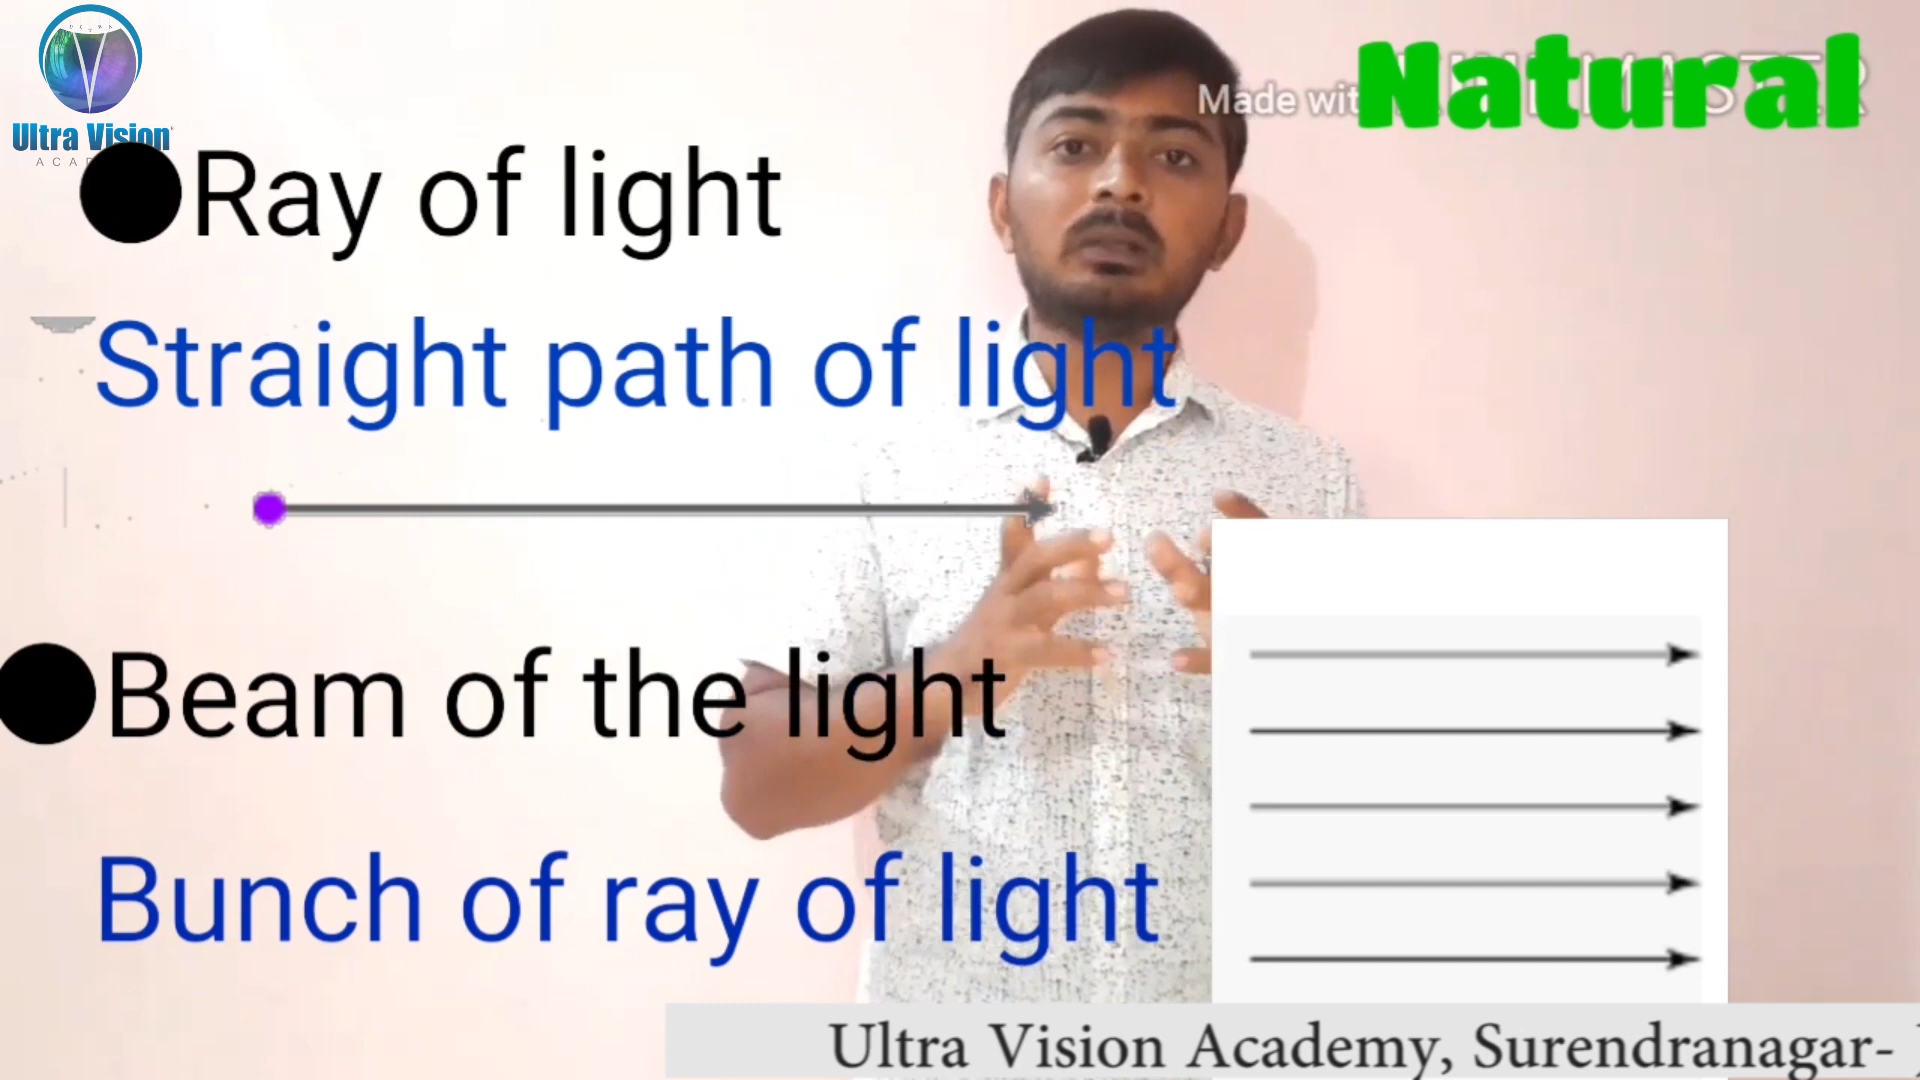 Ultra Vision
Made with
Natural
Ray of light
Straight path of light
Beam of the light
Bunch of ray of light
Ultra Vision Academy, Surendranagar-